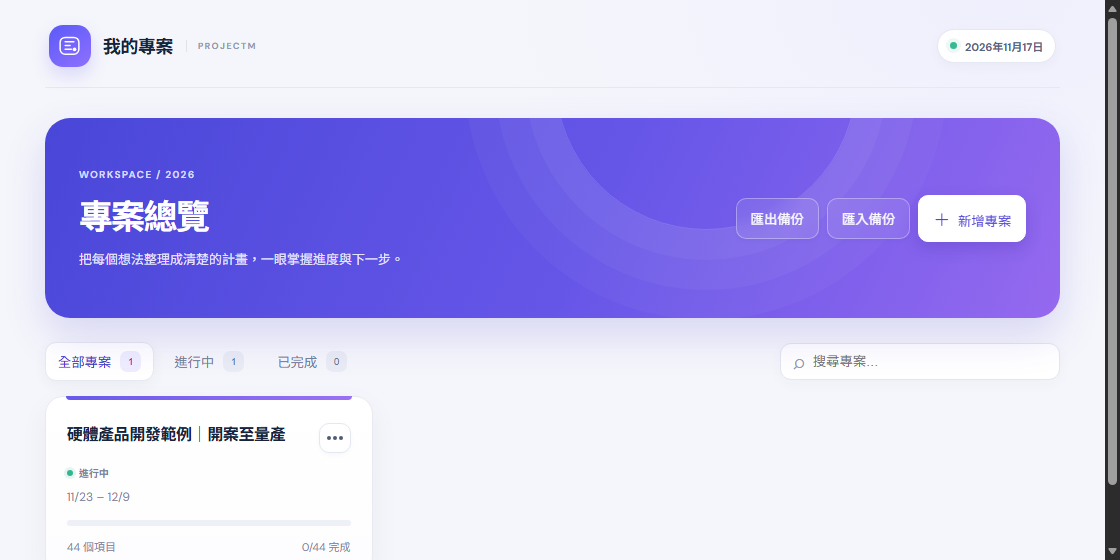 我的專案
PROJECTM
2026年11月17日
WORKSPACE / 2026
專案總覽
把每個想法整理成清楚的計畫，一眼掌握進度與下一步。
匯出備份
匯入備份
新增專案
全部專案 1
進行中 1
已完成 0
搜尋專案...
硬體產品開發範例｜開案至量產
進行中
11/23 – 12/9
44 個項目
0/44 完成